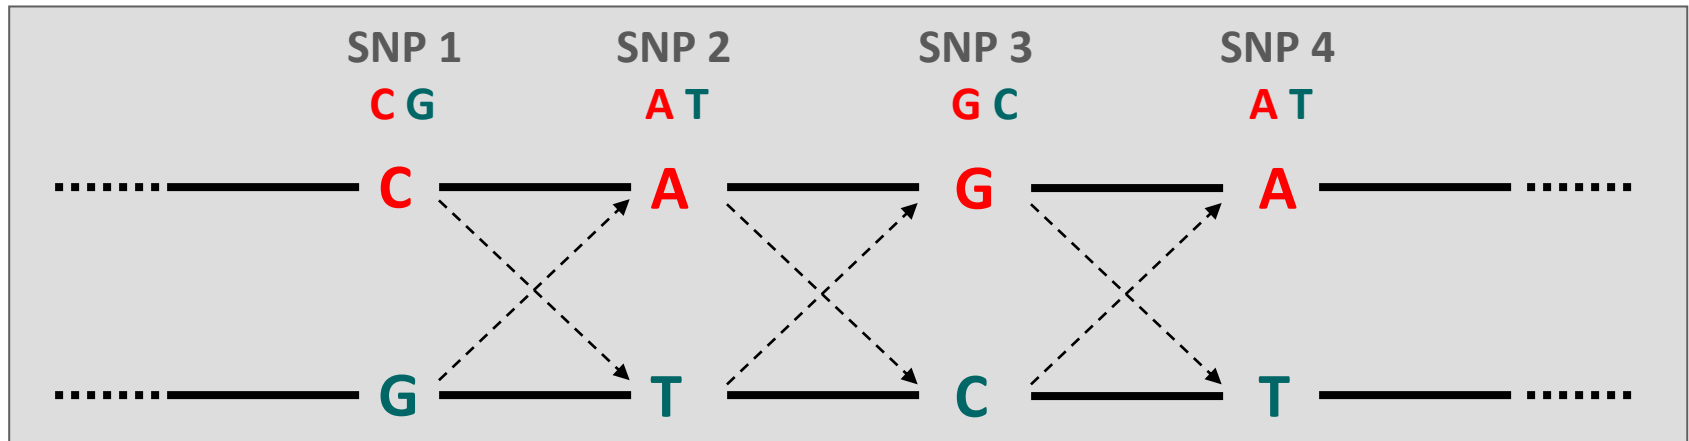 SNP 1 SNP 2 SNP 3 SNP 4
C G A T G C A T
C A G A
G T C T